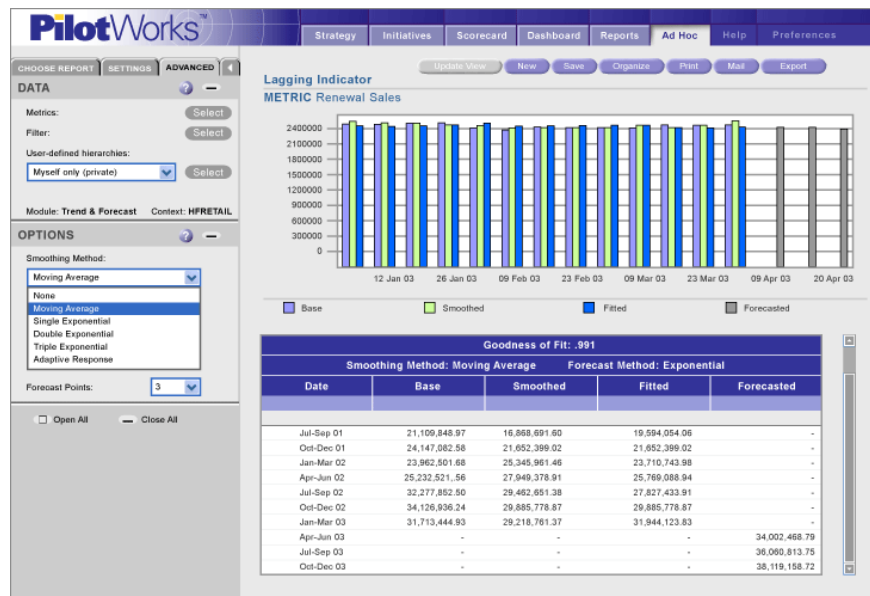 PilotWorks™
Strategy Initiatives Scorecard Dashboard Reports Ad Hoc Help Preferences
CHOOSE REPORT SETTINGS ADVANCED
Update View New Save Organize Print Mail Export
DATA ?
Metrics: Select
Filter: Select
User-defined hierarchies:
Myself only (private) Select
Module: Trend & Forecast Context: HFRETAIL
OPTIONS ?
Smoothing Method:
Moving Average
None
Moving Average
Single Exponential
Double Exponential
Triple Exponential
Adaptive Response
Forecast Points: 3
Open All Close All
Lagging Indicator
METRIC Renewal Sales
2400000
2100000
1800000
1500000
1200000
900000
600000
300000
0
12 Jan 03 26 Jan 03 09 Feb 03 23 Feb 03 09 Mar 03 23 Mar 03 09 Apr 03 20 Apr 03
Base Smoothed Fitted Forecasted
Goodness of Fit: .991
Smoothing Method: Moving Average Forecast Method: Exponential
Date Base Smoothed Fitted Forecasted
Jul-Sep 01 21,109,848.97 16,868,691.60 19,594,054.06 -
Oct-Dec 01 24,147,082.58 21,652,399.02 21,652,399.02 -
Jan-Mar 02 23,962,501.68 25,345,961.46 23,710,743.98 -
Apr-Jun 02 25,232,521,.56 27,949,378.91 25,769,088.94 -
Jul-Sep 02 32,277,852.50 29,462,651.38 27,827,433.91 -
Oct-Dec 02 34,126,936.24 29,885,778.87 29,885,778.87 -
Jan-Mar 03 31,713,444.93 29,218,761.37 31,944,123.83 -
Apr-Jun 03 - - - 34,002,468.79
Jul-Sep 03 - - - 36,060,813.75
Oct-Dec 03 - - - 38,119,158.72